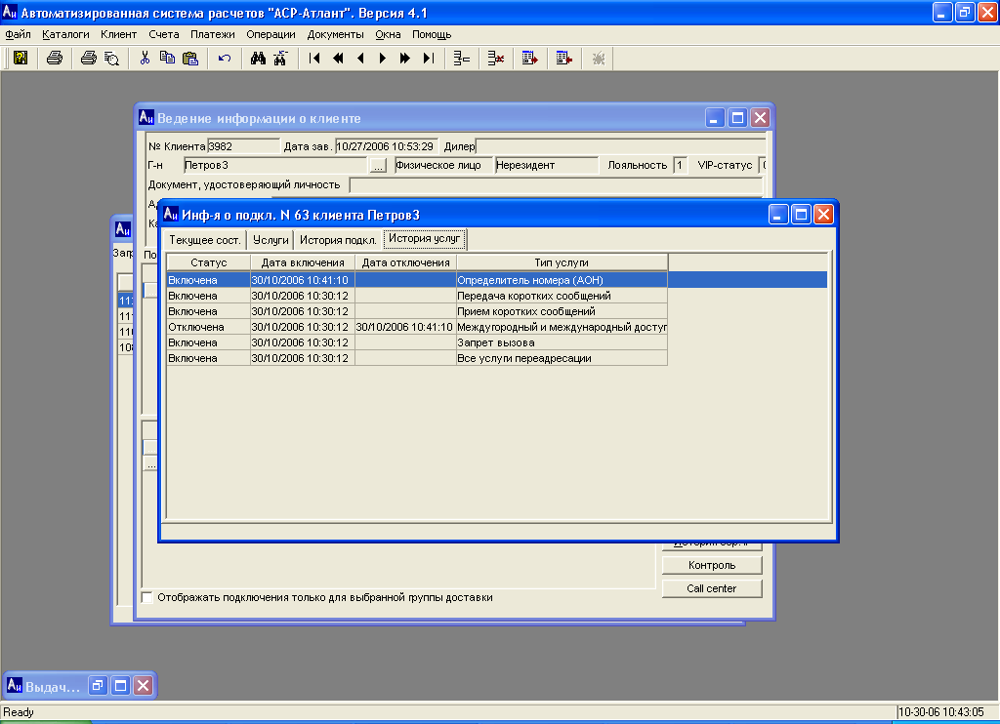 Автоматизированная система расчетов "АСР-Атлант". Версия 4.1
Файл Каталоги Клиент Счета Платежи Операции Документы Окна Помощь
Ведение информации о клиенте
№ Клиента 3982 Дата зав. 10/27/2006 10:53:29 Дилер
Г-н Петров3 ... Физическое лицо Нерезидент Лояльность 1 VIP-статус
Документ, удостоверяющий личность
Инф-я о подкл. N 63 клиента Петров3
Текущее сост. Услуги История подкл. История услуг
Статус Дата включения Дата отключения Тип услуги
Включена 30/10/2006 10:41:10 Определитель номера (АОН)
Включена 30/10/2006 10:30:12 Передача коротких сообщений
Включена 30/10/2006 10:30:12 Прием коротких сообщений
Отключена 30/10/2006 10:30:12 30/10/2006 10:41:10 Междугородный и международный доступ
Включена 30/10/2006 10:30:12 Запрет вызова
Включена 30/10/2006 10:30:12 Все услуги переадресации
...
Контроль
Call center
Отображать подключения только для выбранной группы доставки
Выдач...
Ready 10-30-06 10:43:05